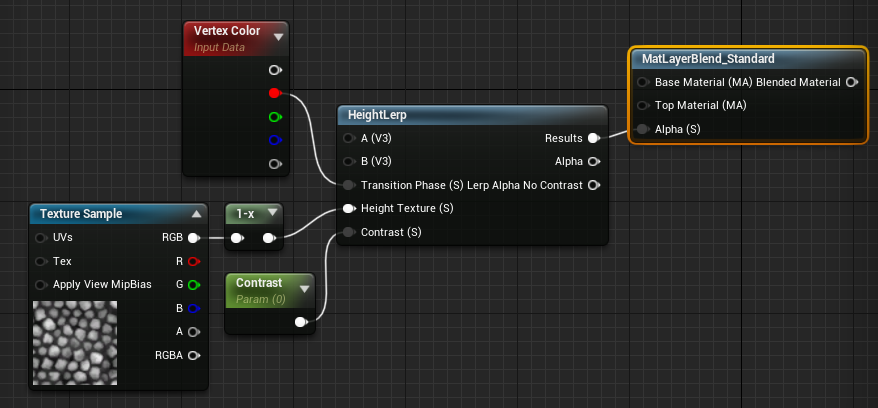 Vertex Color
Input Data
MatLayerBlend_Standard
Base Material (MA) Blended Material
Top Material (MA)
Alpha (S)
HeightLerp
A (V3) Results
B (V3) Alpha
Transition Phase (S) Lerp Alpha No Contrast
Height Texture (S)
Contrast (S)
Texture Sample
UVs RGB
Tex R
Apply View MipBias G
B
A
RGBA
1-x
Contrast
Param (0)